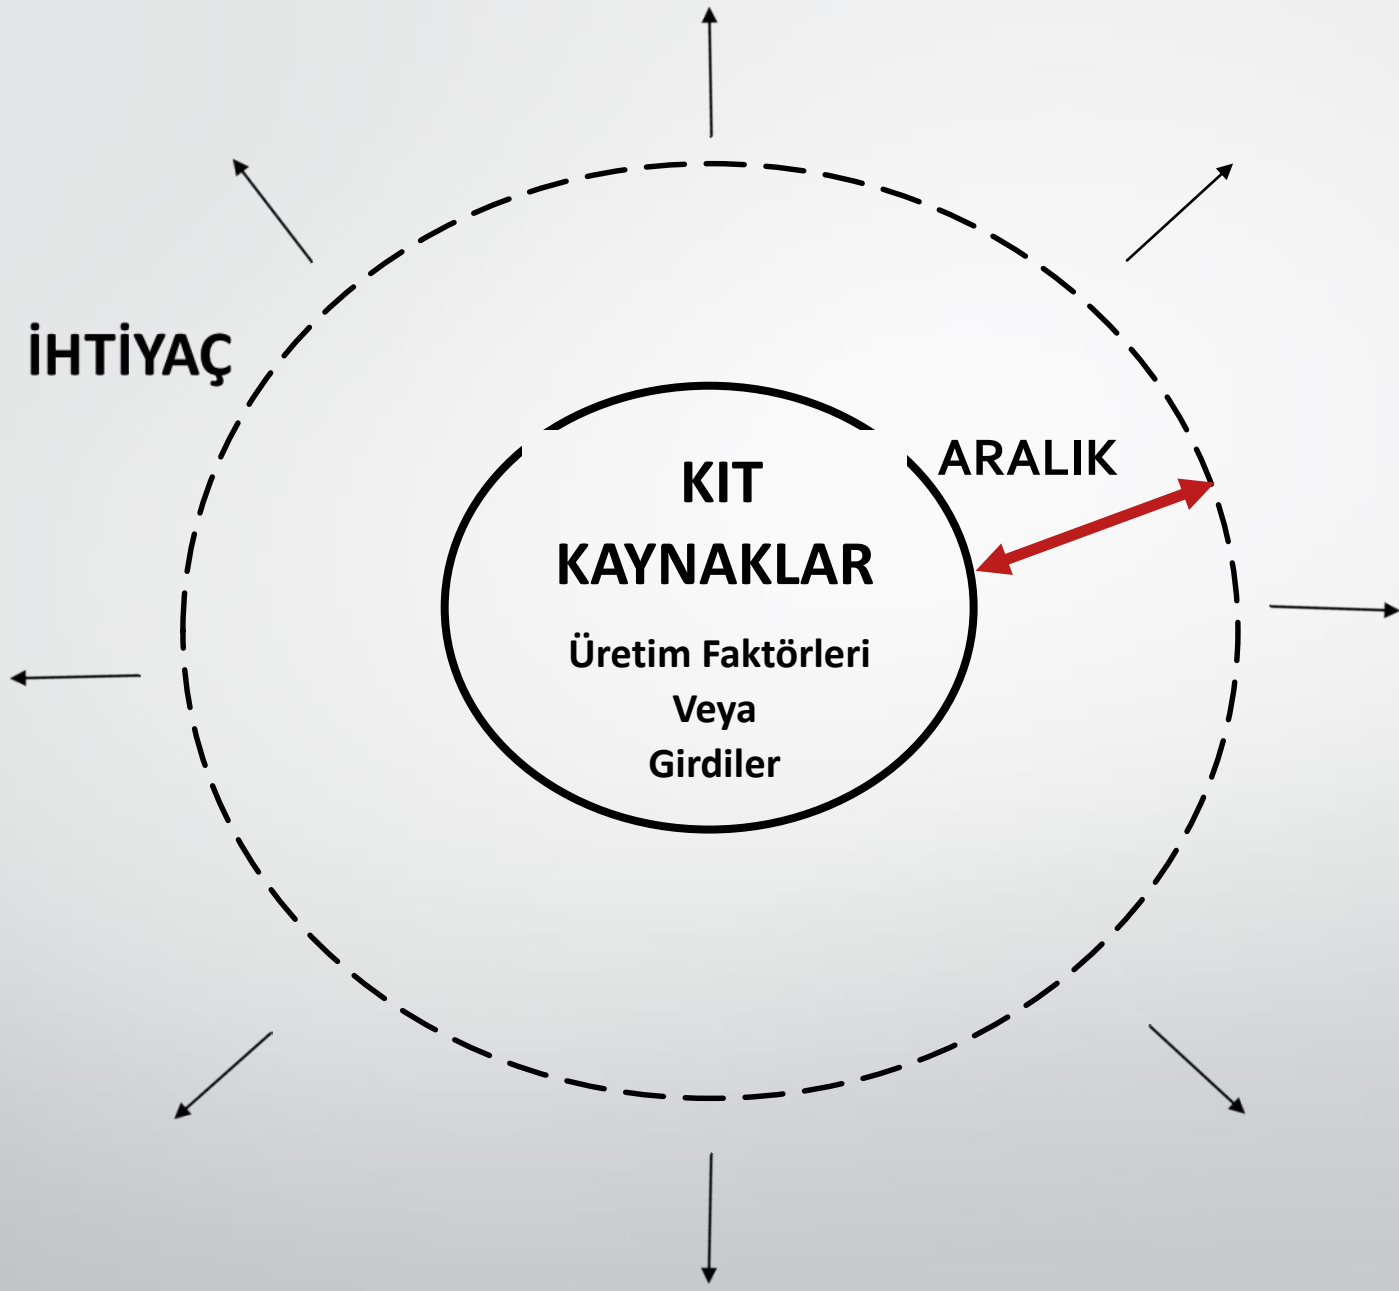 İHTİYAÇ
KIT
KAYNAKLAR
Üretim Faktörleri
Veya
Girdiler
ARALIK